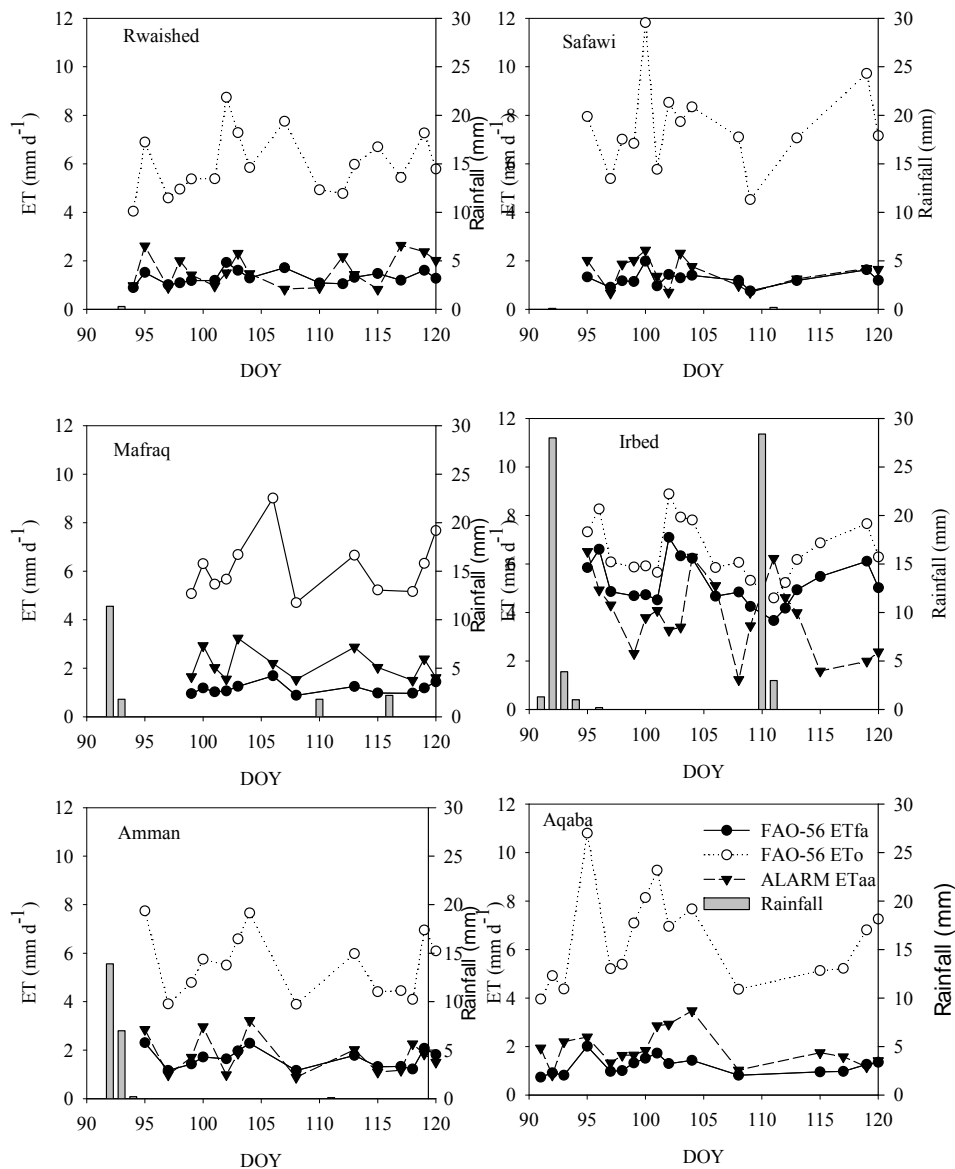 Rwaished
12
10
8
6
4
2
0
ET (mm d-1)
30
25
20
15
10
5
0
Rainfall (mm)
90 95 100 105 110 115 120
DOY
Safawi
12
10
8
6
4
2
0
ET (mm d-1)
30
25
20
15
10
5
0
Rainfall (mm)
90 95 100 105 110 115 120
DOY
Mafraq
12
10
8
6
4
2
0
ET (mm d-1)
30
25
20
15
10
5
0
Rainfall (mm)
90 95 100 105 110 115 120
DOY
Irbed
12
10
8
6
4
2
0
ET (mm d-1)
30
25
20
15
10
5
0
Rainfall (mm)
90 95 100 105 110 115 120
DOY
Amman
12
10
8
6
4
2
0
ET (mm d-1)
30
25
20
15
10
5
0
Rainfall (mm)
90 95 100 105 110 115 120
DOY
Aqaba
12
10
8
6
4
2
0
ET (mm d-1)
FAO-56 ETfa
FAO-56 ETo
ALARM ETaa
Rainfall
30
25
20
15
10
5
0
Rainfall (mm)
90 95 100 105 110 115 120
DOY